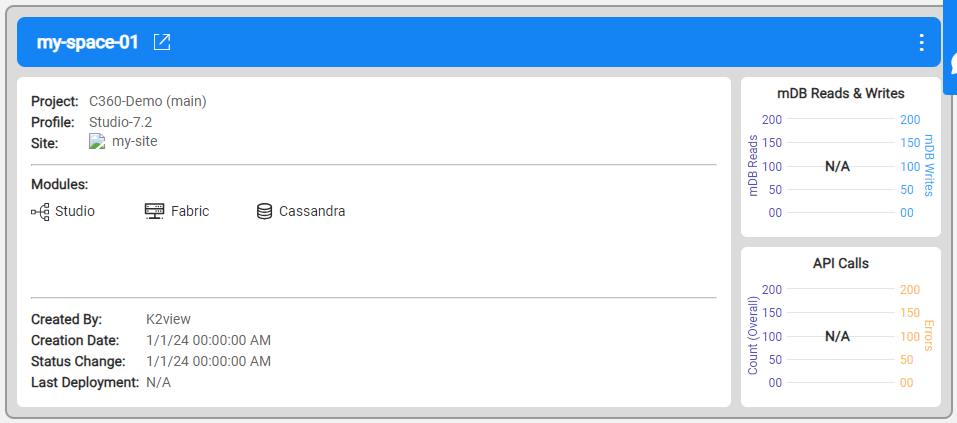 my-space-01
Project: C360-Demo (main)
Profile: Studio-7.2
Site: my-site
Modules:
Studio Fabric Cassandra
Created By: K2view
Creation Date: 1/1/24 00:00:00 AM
Status Change: 1/1/24 00:00:00 AM
Last Deployment: N/A
mDB Reads & Writes
mDB Reads
200 200
150 150
100 N/A 100
50 50
00 00
mDB Writes
API Calls
Count (Overall)
200 200
150 150
100 N/A 100
50 50
00 00
Errors